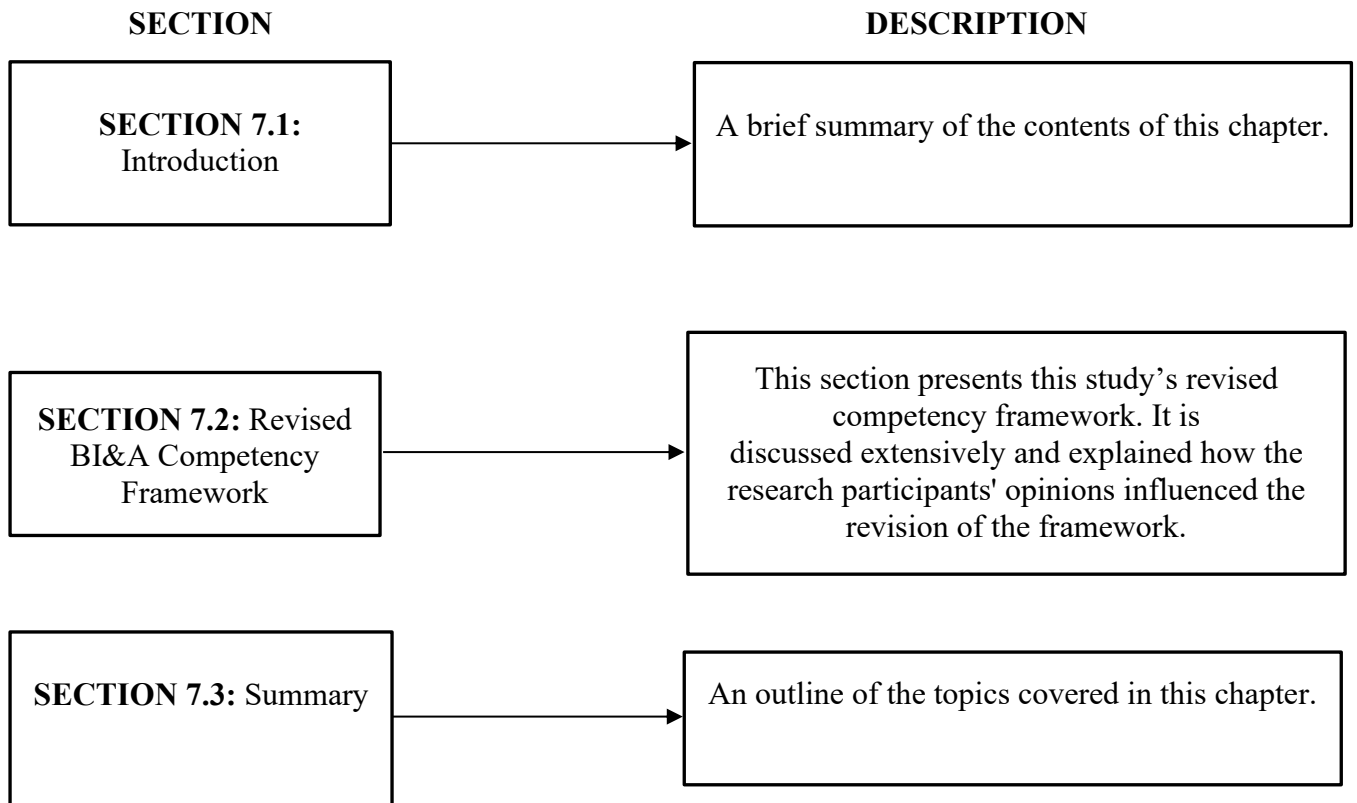 SECTION
DESCRIPTION
SECTION 7.1:
Introduction
A brief summary of the contents of this chapter.
SECTION 7.2: Revised
BI&A Competency
Framework
This section presents this study’s revised
competency framework. It is
discussed extensively and explained how the
research participants' opinions influenced the
revision of the framework.
SECTION 7.3: Summary
An outline of the topics covered in this chapter.